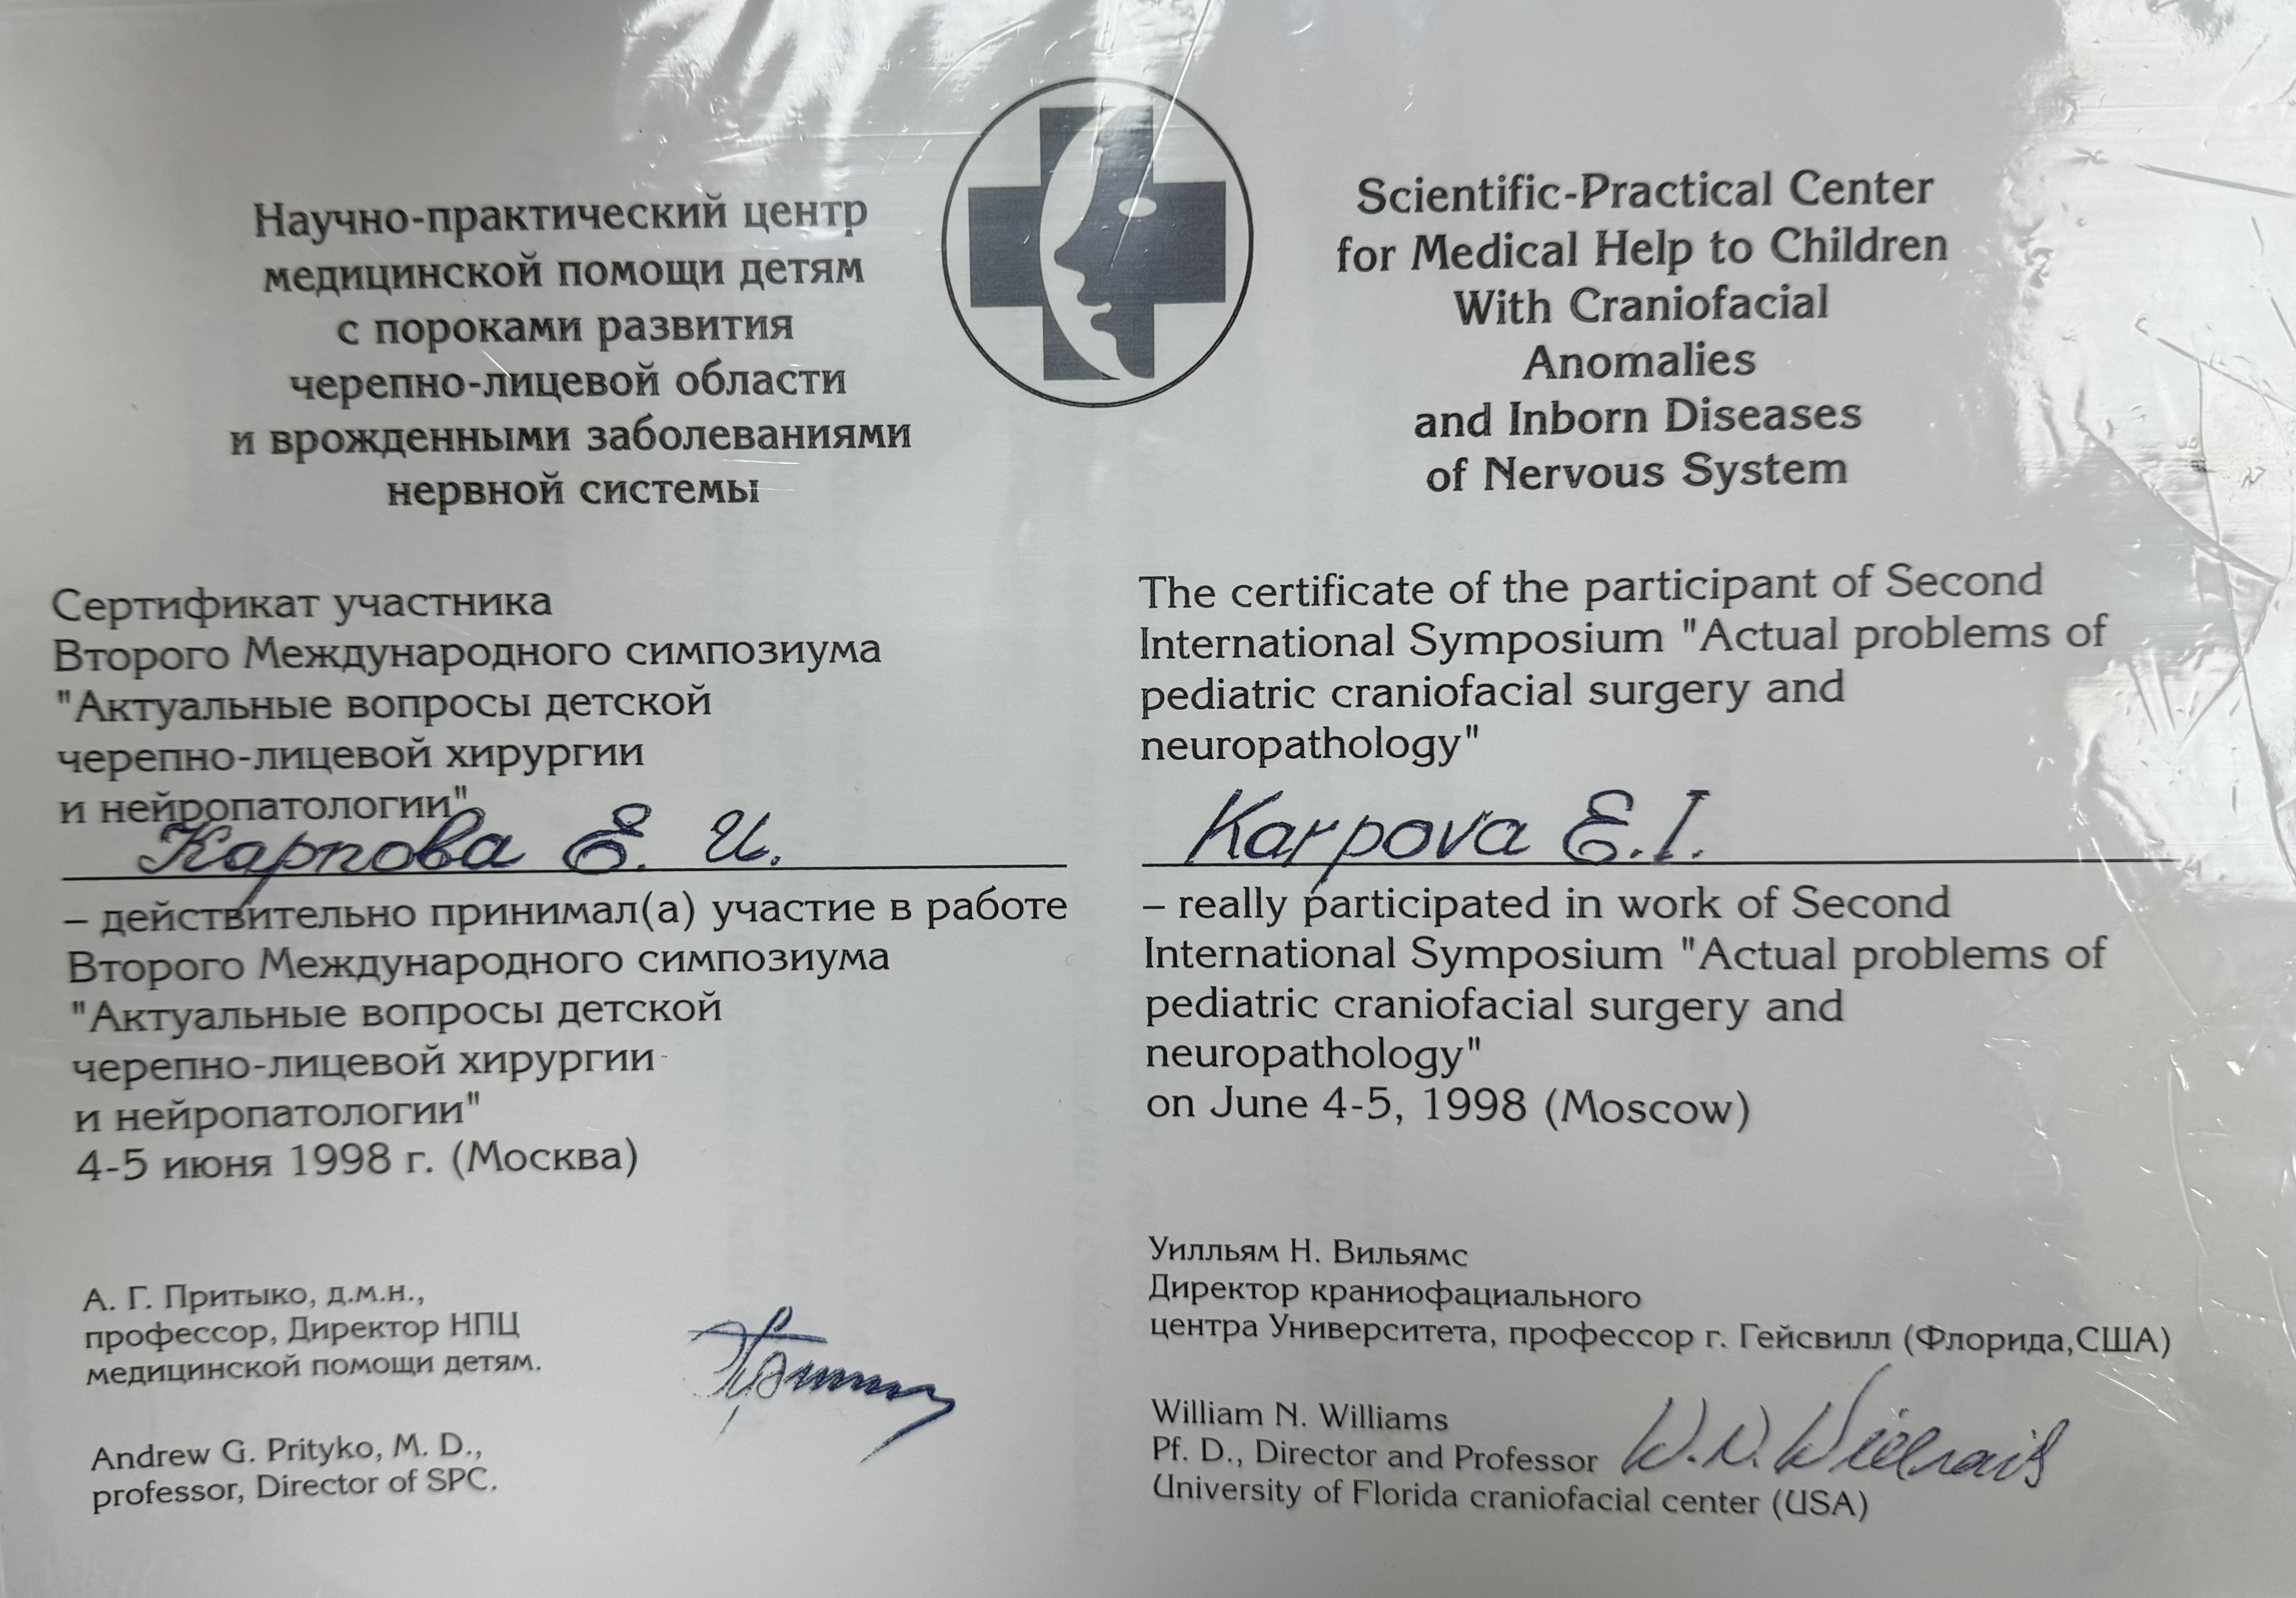 Научно-практический центр
медицинской помощи детям
с пороками развития
черепно-лицевой области
и врожденными заболеваниями
нервной системы
Scientific-Practical Center
for Medical Help to Children
With Craniofacial
Anomalies
and Inborn Diseases
of Nervous System
Сертификат участника
Второго Международного симпозиума
"Актуальные вопросы детской
черепно-лицевой хирургии
и нейропатологии"
Карпова Е. И.
– действительно принимал(а) участие в работе
Второго Международного симпозиума
"Актуальные вопросы детской
черепно-лицевой хирургии
и нейропатологии"
4-5 июня 1998 г. (Москва)
The certificate of the participant of Second
International Symposium "Actual problems of
pediatric craniofacial surgery and
neuropathology"
Karpova E.I.
– really participated in work of Second
International Symposium "Actual problems of
pediatric craniofacial surgery and
neuropathology"
on June 4-5, 1998 (Moscow)
А. Г. Притыко, д.м.н.,
профессор, Директор НПЦ
медицинской помощи детям.
Andrew G. Prityko, M. D.,
professor, Director of SPC.
Уилльям Н. Вильямс
Директор краниофациального
центра Университета, профессор г. Гейсвилл (Флорида,США)
William N. Williams
Pf. D., Director and Professor
University of Florida craniofacial center (USA)